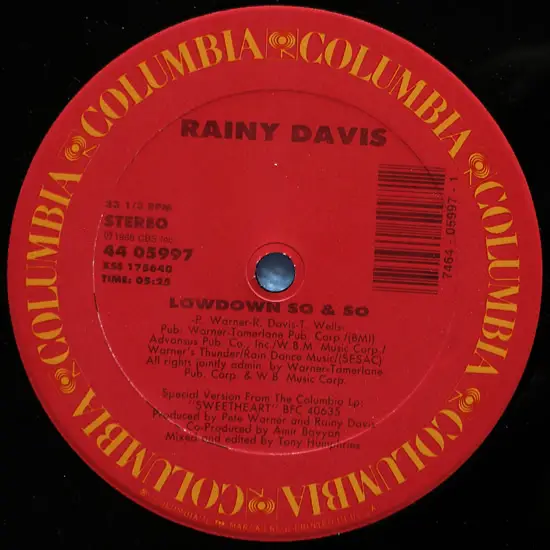 COLUMBIA COLUMBIA COLUMBIA COLUMBIA COLUMBIA COLUMBIA
RAINY DAVIS
33 1/3 RPM
STEREO
℗ 1986 CBS Inc.
44 05997
XSS 175640
TIME: 05:25
7464-05997-1
LOWDOWN SO & SO
-P. Warner-R. Davis-T. Wells-
Pub. Warner-Tamerlane Pub. Corp./(BMI)
Advansus Pub. Co., Inc./W.B.M. Music Corp./
Warner's Thunder/Rain Dance Music/(SESAC)
All rights jointly admin. by Warner-Tamerlane
Pub. Corp. & W.B. Music Corp.
Special Version From The Columbia Lp:
"SWEETHEART" BFC 40635
Produced by Pete Warner and Rainy Davis
Co-Produced by Amir Bayyan
Mixed and edited by Tony Humphries